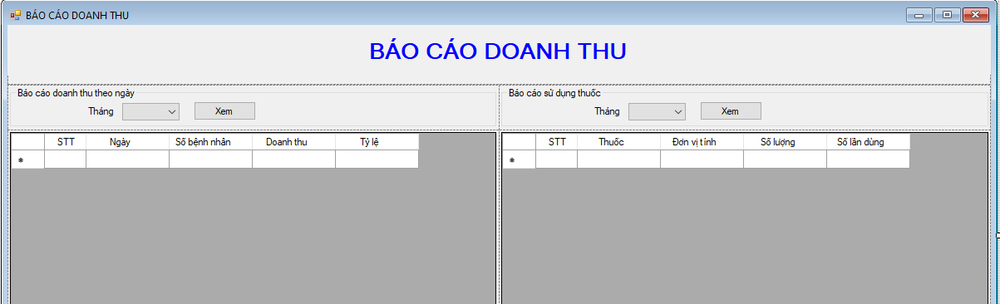 BÁO CÁO DOANH THU
BÁO CÁO DOANH THU
Báo cáo doanh thu theo ngày
Tháng
Xem
STT Ngày Số bệnh nhân Doanh thu Tỷ lệ
Báo cáo sử dụng thuốc
Tháng
Xem
STT Thuốc Đơn vị tính Số lượng Số lần dùng